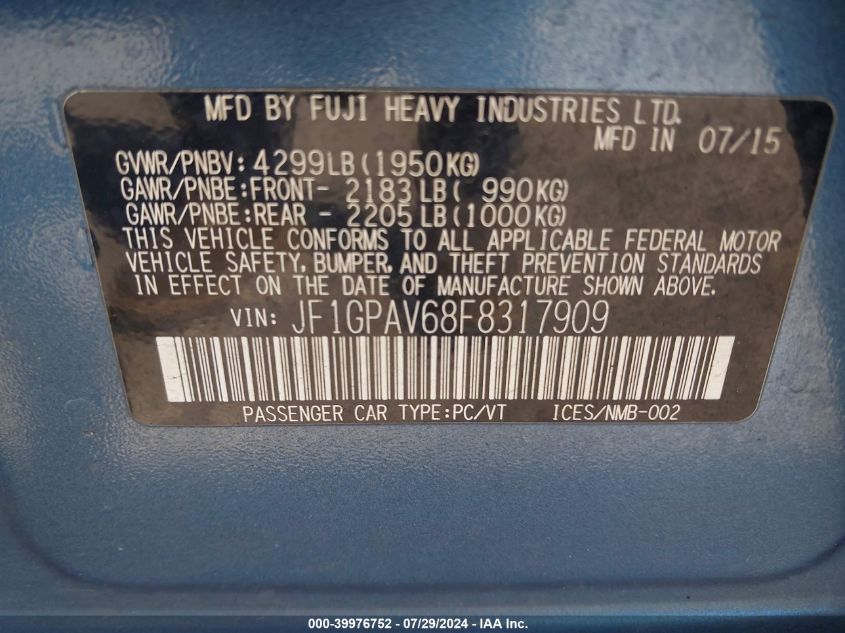 MFD BY FUJI HEAVY INDUSTRIES LTD.
MFD IN 07/15
GVWR/PNBV: 4299LB(1950KG)
GAWR/PNBE:FRONT- 2183LB( 990KG)
GAWR/PNBE:REAR - 2205LB(1000KG)
THIS VEHICLE CONFORMS TO ALL APPLICABLE FEDERAL MOTOR
VEHICLE SAFETY, BUMPER, AND THEFT PREVENTION STANDARDS
IN EFFECT ON THE DATE OF MANUFACTURE SHOWN ABOVE.
VIN: JF1GPAV68F8317909
PASSENGER CAR TYPE:PC/VT ICES/NMB-002
000-39976752 / 07/29/2024 - IAA Inc.